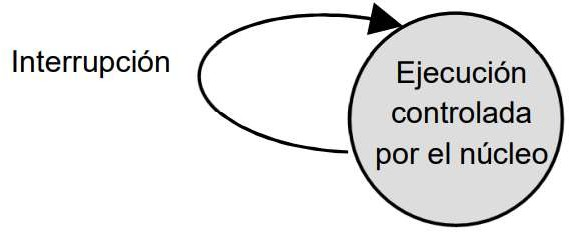 Interrupción
Ejecución
controlada
por el núcleo